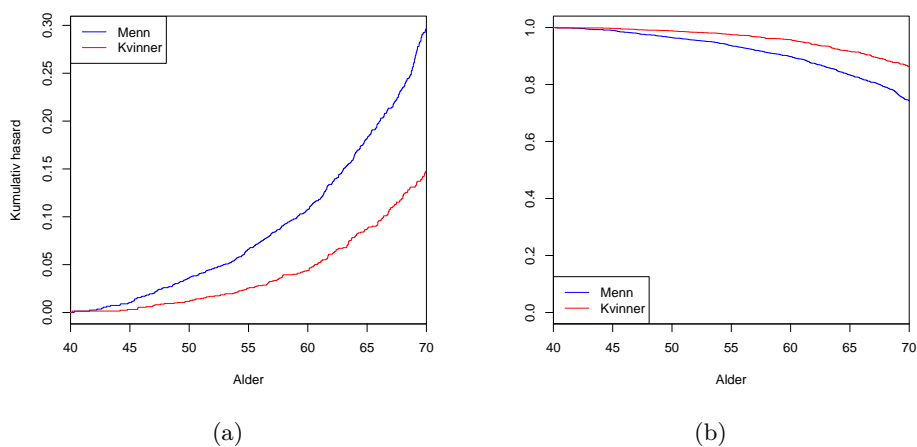 Menn
Kvinner
Kumulativ hasard
0.30
0.25
0.20
0.15
0.10
0.05
0.00
40 45 50 55 60 65 70
Alder
(a)
1.0
0.8
0.6
0.4
0.2
0.0
Menn
Kvinner
40 45 50 55 60 65 70
Alder
(b)